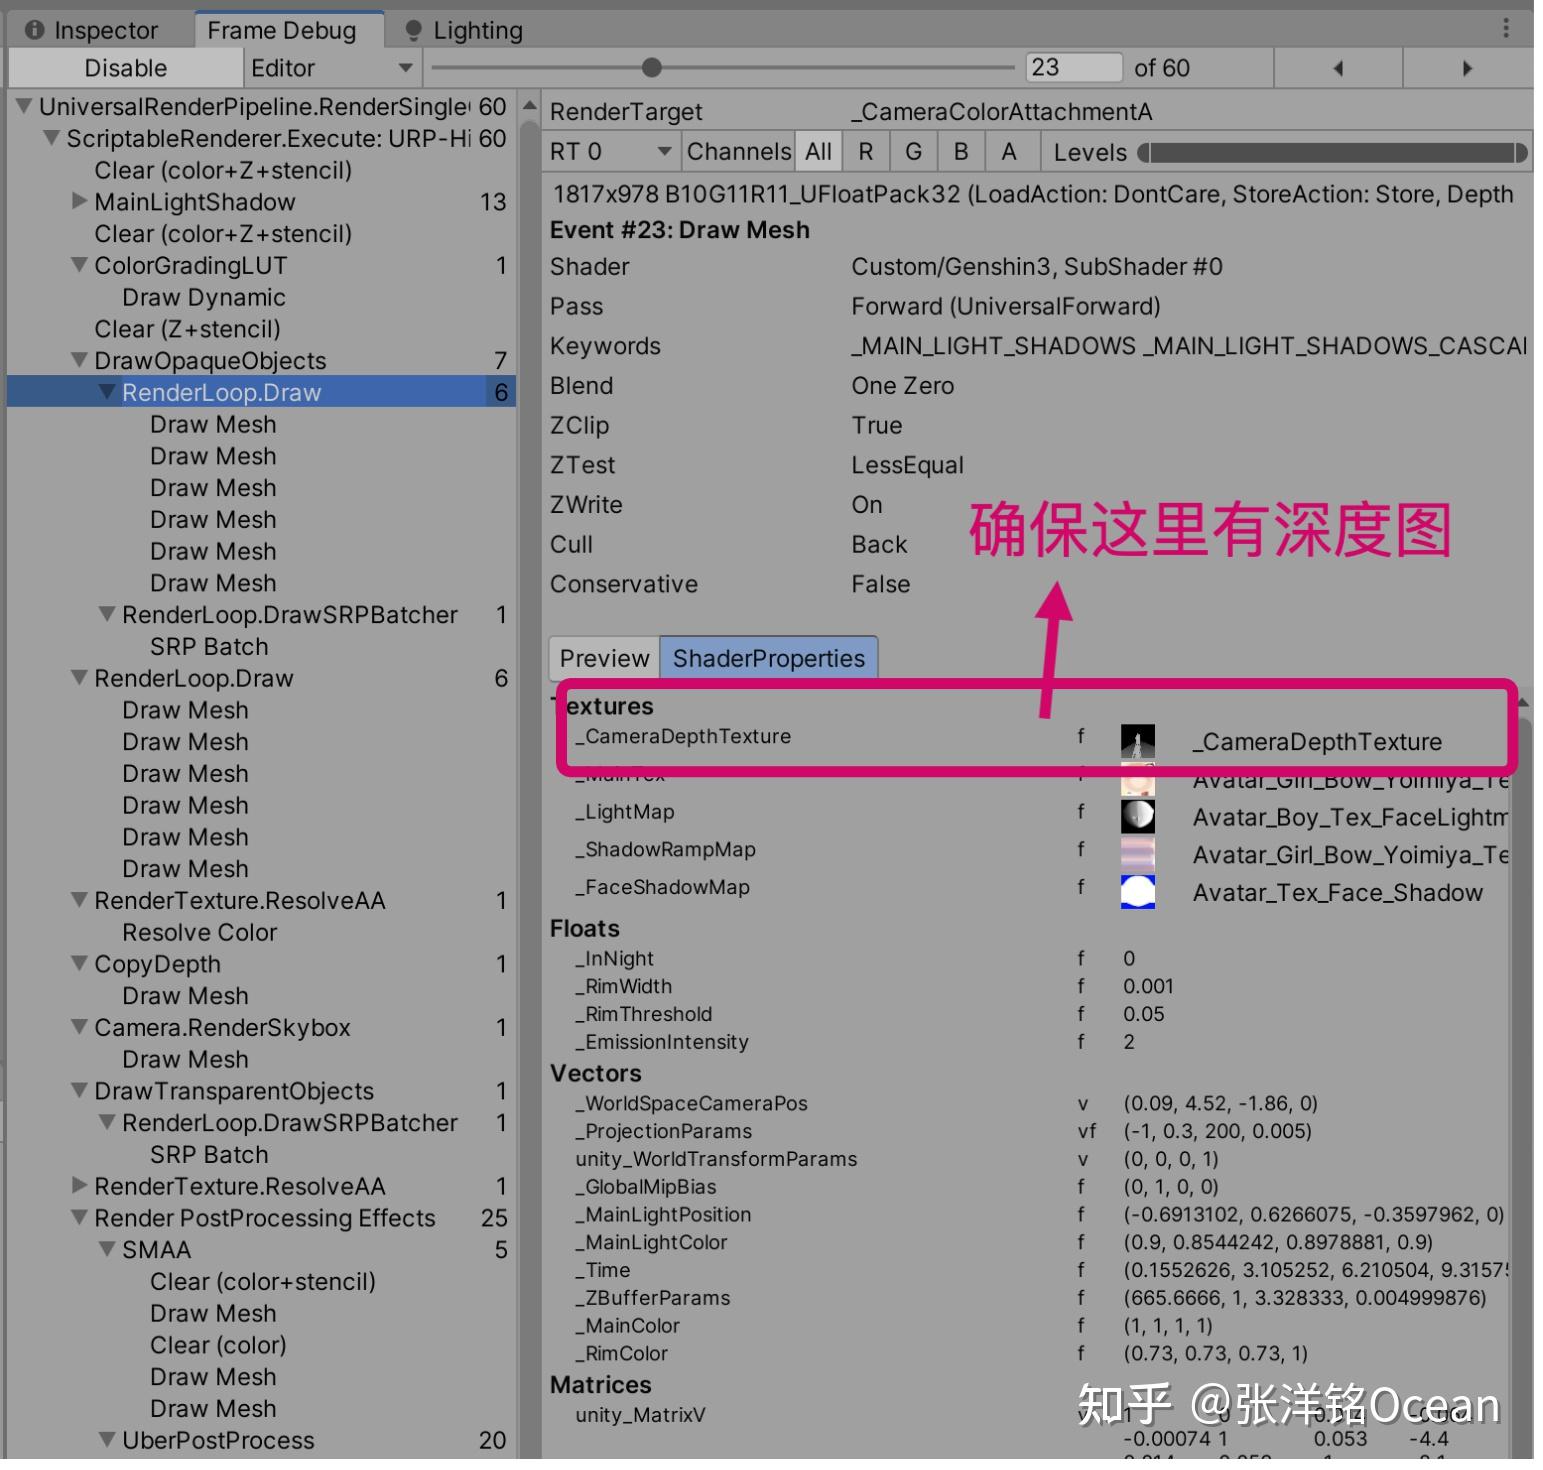 Inspector Frame Debug Lighting
Disable Editor 23 of 60
UniversalRenderPipeline.RenderSingle 60
ScriptableRenderer.Execute: URP-Hi 60
Clear (color+Z+stencil)
MainLightShadow 13
Clear (color+Z+stencil)
ColorGradingLUT 1
Draw Dynamic
Clear (Z+stencil)
DrawOpaqueObjects 7
RenderLoop.Draw 6
Draw Mesh
Draw Mesh
Draw Mesh
Draw Mesh
Draw Mesh
Draw Mesh
RenderLoop.DrawSRPBatcher 1
SRP Batch
RenderLoop.Draw 6
Draw Mesh
Draw Mesh
Draw Mesh
Draw Mesh
Draw Mesh
Draw Mesh
RenderTexture.ResolveAA 1
Resolve Color
CopyDepth 1
Draw Mesh
Camera.RenderSkybox 1
Draw Mesh
DrawTransparentObjects 1
RenderLoop.DrawSRPBatcher 1
SRP Batch
RenderTexture.ResolveAA 1
Render PostProcessing Effects 25
SMAA 5
Clear (color+stencil)
Draw Mesh
Clear (color)
Draw Mesh
Draw Mesh
UberPostProcess 20
RenderTarget _CameraColorAttachmentA
RT 0 Channels All R G B A Levels
1817x978 B10G11R11_UFloatPack32 (LoadAction: DontCare, StoreAction: Store, Depth
Event #23: Draw Mesh
Shader Custom/Genshin3, SubShader #0
Pass Forward (UniversalForward)
Keywords _MAIN_LIGHT_SHADOWS _MAIN_LIGHT_SHADOWS_CASCAI
Blend One Zero
ZClip True
ZTest LessEqual
ZWrite On
Cull Back
Conservative False
确保这里有深度图
Preview ShaderProperties
Textures
_CameraDepthTexture f _CameraDepthTexture
_MainTex f Avatar_Girl_Bow_Yoimiya_Te
_LightMap f Avatar_Boy_Tex_FaceLightm
_ShadowRampMap f Avatar_Girl_Bow_Yoimiya_Te
_FaceShadowMap f Avatar_Tex_Face_Shadow
Floats
_InNight f 0
_RimWidth f 0.001
_RimThreshold f 0.05
_EmissionIntensity f 2
Vectors
_WorldSpaceCameraPos v (0.09, 4.52, -1.86, 0)
_ProjectionParams vf (-1, 0.3, 200, 0.005)
unity_WorldTransformParams v (0, 0, 0, 1)
_GlobalMipBias f (0, 1, 0, 0)
_MainLightPosition f (-0.6913102, 0.6266075, -0.3597962, 0)
_MainLightColor f (0.9, 0.8544242, 0.8978881, 0.9)
_Time f (0.1552626, 3.105252, 6.210504, 9.31575
_ZBufferParams f (665.6666, 1, 3.328333, 0.004999876)
_MainColor f (1, 1, 1, 1)
_RimColor f (0.73, 0.73, 0.73, 1)
Matrices
unity_MatrixV v 1 0
-0.00074 1 0.053 -4.4
知乎 @张洋铭Ocean